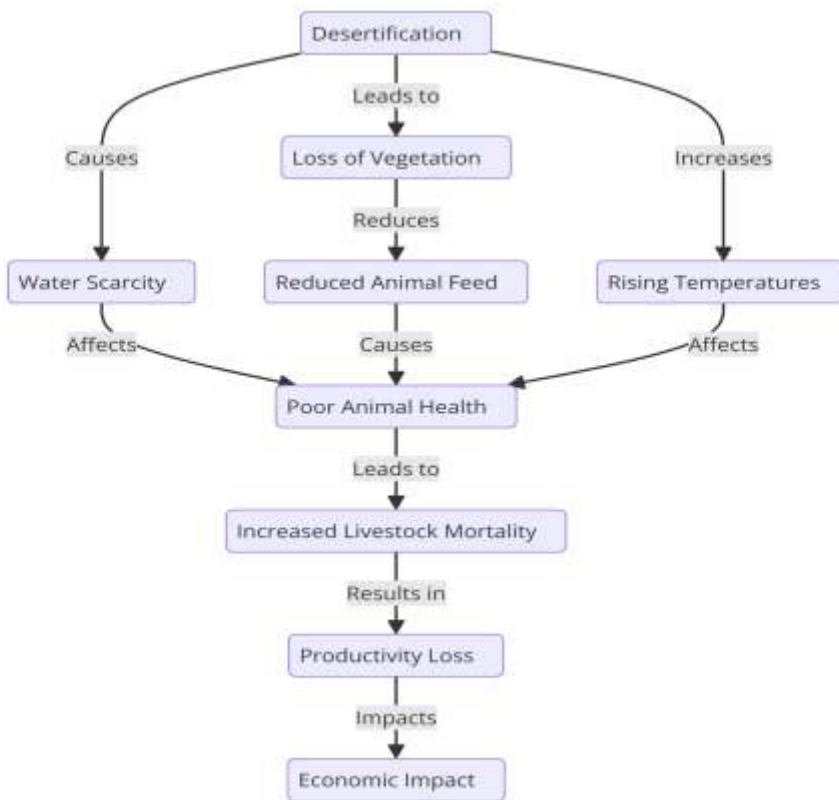 Desertification
Leads to
Causes
Loss of Vegetation
Increases
Reduces
Water Scarcity
Reduced Animal Feed
Rising Temperatures
Affects
Causes
Affects
Poor Animal Health
Leads to
Increased Livestock Mortality
Results in
Productivity Loss
Impacts
Economic Impact